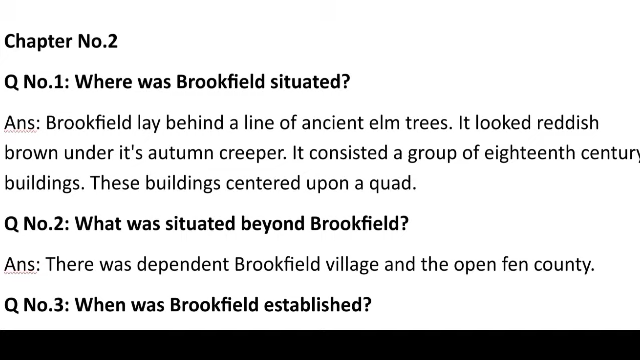 Chapter No.2
Q No.1: Where was Brookfield situated?
Ans: Brookfield lay behind a line of ancient elm trees. It looked reddish
brown under it's autumn creeper. It consisted a group of eighteenth century
buildings. These buildings centered upon a quad.
Q No.2: What was situated beyond Brookfield?
Ans: There was dependent Brookfield village and the open fen county.
Q No.3: When was Brookfield established?